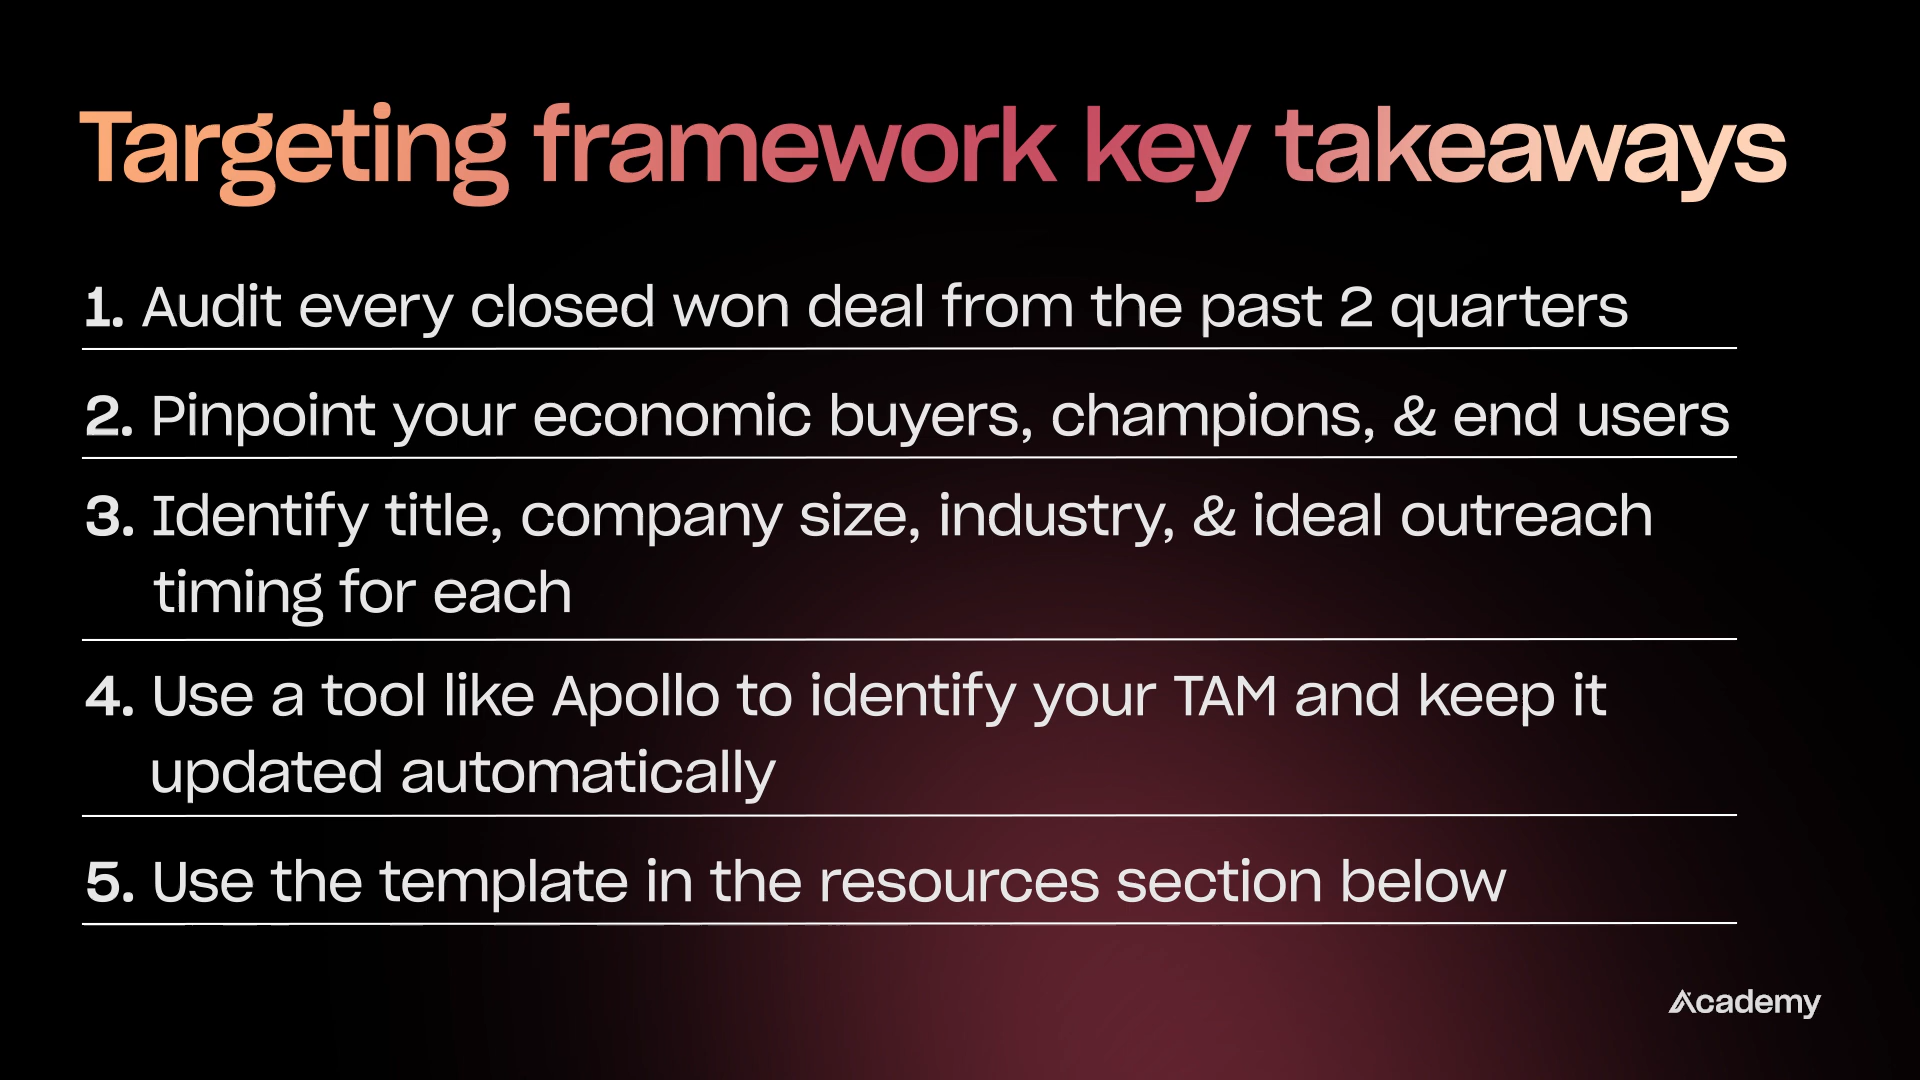 Targeting framework key takeaways
1. Audit every closed won deal from the past 2 quarters
2. Pinpoint your economic buyers, champions, & end users
3. Identify title, company size, industry, & ideal outreach
timing for each
4. Use a tool like Apollo to identify your TAM and keep it
updated automatically
5. Use the template in the resources section below
Academy